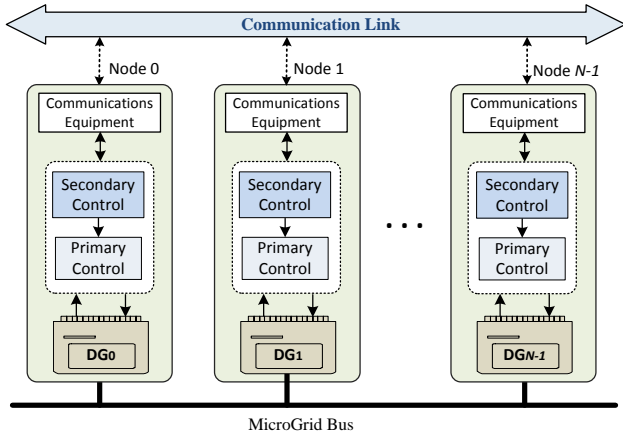 Communication Link
Node 0
Node 1
Node N-1
Communications
Equipment
Communications
Equipment
Communications
Equipment
Secondary
Control
Secondary
Control
Secondary
Control
. . .
Primary
Control
Primary
Control
Primary
Control
DG0
DG1
DGN-1
MicroGrid Bus